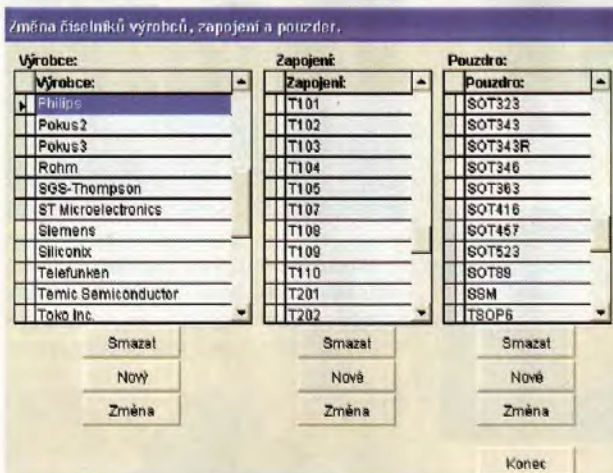 Změna číselníků výrobců, zapojení a pouzder.
Výrobce:
Výrobce:
Philips
Pokus2
Pokus3
Rohm
SGS-Thompson
ST Microelectronics
Siemens
Siliconix
Telefunken
Temic Semiconductor
Toko Inc.
Smazat
Nový
Změna
Zapojení:
Zapojení:
T101
T102
T103
T104
T105
T107
T108
T109
T110
T201
T202
Smazat
Nové
Změna
Pouzdro:
Pouzdro:
SOT323
SOT343
SOT343R
SOT346
SOT363
SOT416
SOT457
SOT523
SOT89
SSM
TSOP6
Smazat
Nové
Změna
Konec